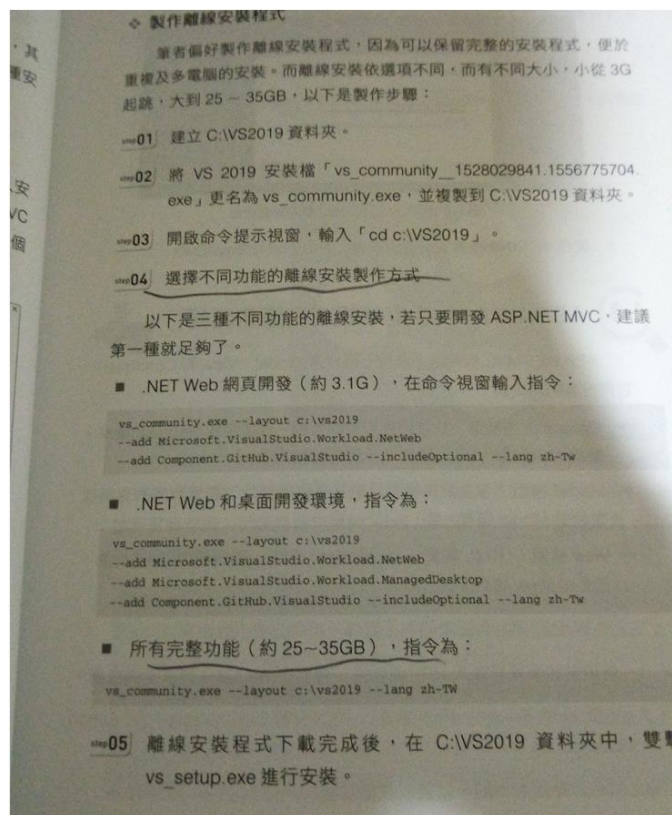 ❖ 製作離線安裝程式
筆者偏好製作離線安裝程式，因為可以保留完整的安裝程式，便於
重複及多電腦的安裝。而離線安裝依選項不同，而有不同大小，小從 3G
起跳，大到 25 ~ 35GB，以下是製作步驟：
step01 建立 C:\VS2019 資料夾。
step02 將 VS 2019 安裝檔「vs_community__1528029841.1556775704.
exe」更名為 vs_community.exe，並複製到 C:\VS2019 資料夾。
step03 開啟命令提示視窗，輸入「cd c:\VS2019」。
step04 選擇不同功能的離線安裝製作方式
以下是三種不同功能的離線安裝，若只要開發 ASP.NET MVC，建議
第一種就足夠了。
■ .NET Web 網頁開發（約 3.1G），在命令視窗輸入指令：
vs_community.exe --layout c:\vs2019
--add Microsoft.VisualStudio.Workload.NetWeb
--add Component.GitHub.VisualStudio --includeOptional --lang zh-Tw
■ .NET Web 和桌面開發環境，指令為：
vs_community.exe --layout c:\vs2019
--add Microsoft.VisualStudio.Workload.NetWeb
--add Microsoft.VisualStudio.Workload.ManagedDesktop
--add Component.GitHub.VisualStudio --includeOptional --lang zh-Tw
■ 所有完整功能（約 25~35GB），指令為：
vs_community.exe --layout c:\vs2019 --lang zh-TW
step05 離線安裝程式下載完成後，在 C:\VS2019 資料夾中，雙擊
vs_setup.exe 進行安裝。
，其
安
VC
個